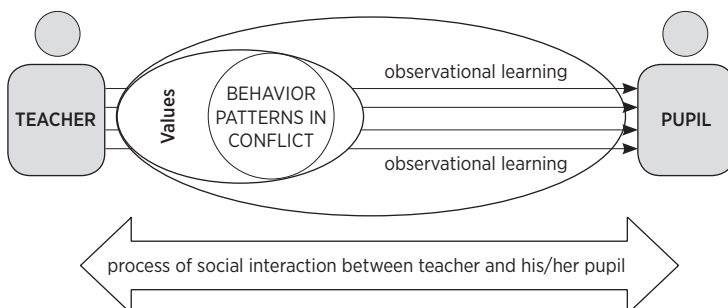 observational learning
TEACHER
Values
BEHAVIOR
PATTERNS IN
CONFLICT
PUPIL
observational learning
process of social interaction between teacher and his/her pupil